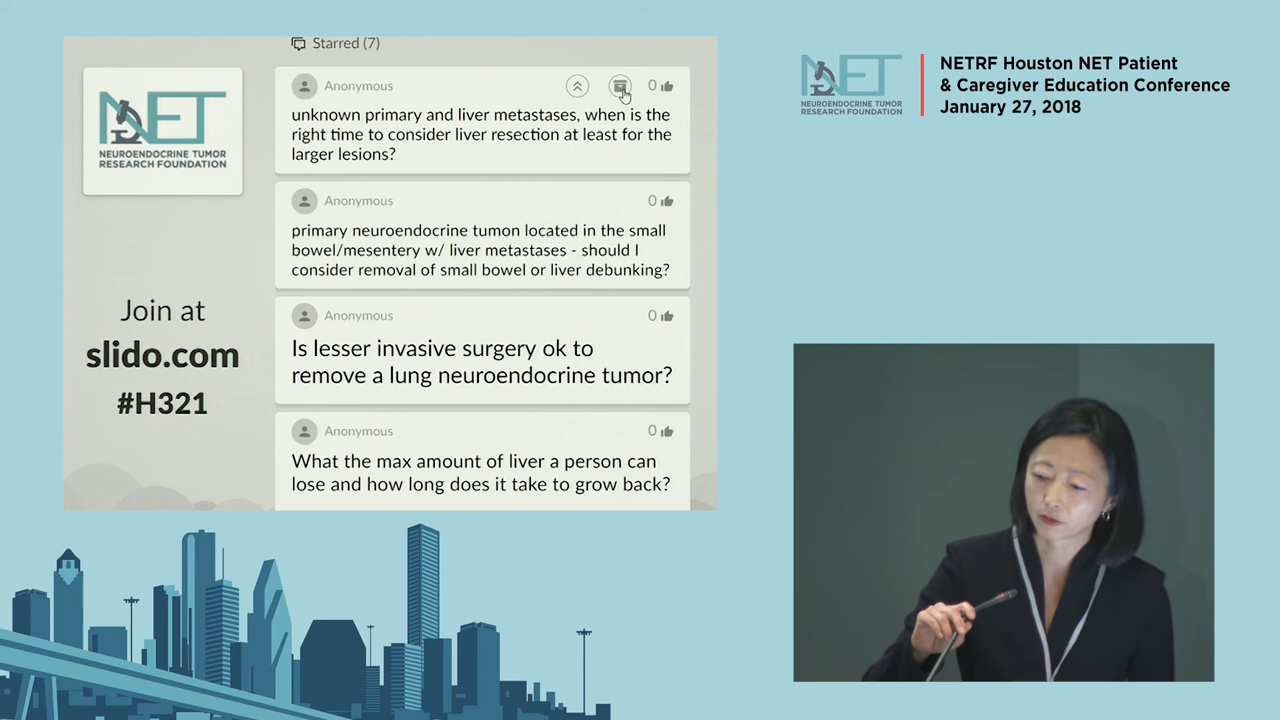 Starred (7)
NET
NEUROENDOCRINE TUMOR
RESEARCH FOUNDATION
Join at
slido.com
#H321
Anonymous
0
unknown primary and liver metastases, when is the
right time to consider liver resection at least for the
larger lesions?
Anonymous
0
primary neuroendocrine tumon located in the small
bowel/mesentery w/ liver metastases - should I
consider removal of small bowel or liver debunking?
Anonymous
0
Is lesser invasive surgery ok to
remove a lung neuroendocrine tumor?
Anonymous
0
What the max amount of liver a person can
lose and how long does it take to grow back?
NET
NEUROENDOCRINE TUMOR
RESEARCH FOUNDATION
NETRF Houston NET Patient
& Caregiver Education Conference
January 27, 2018